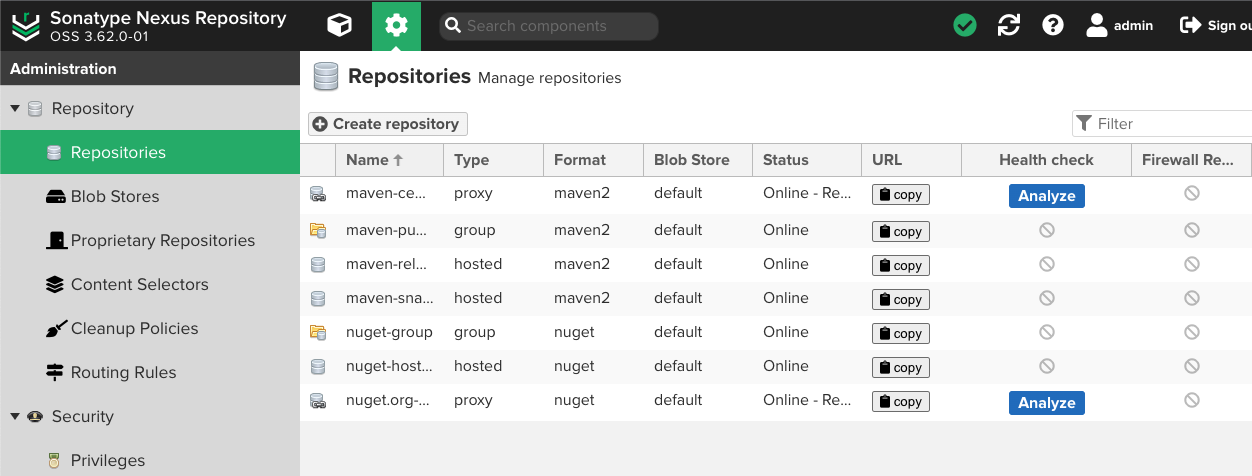 Sonatype Nexus Repository
OSS 3.62.0-01
Search components
admin
Sign ou
Administration
Repository
Repositories
Blob Stores
Proprietary Repositories
Content Selectors
Cleanup Policies
Routing Rules
Security
Privileges
Repositories Manage repositories
Create repository
Filter
Name Type Format Blob Store Status URL Health check Firewall Re...
maven-ce... proxy maven2 default Online - Re... copy Analyze
maven-pu... group maven2 default Online copy
maven-rel... hosted maven2 default Online copy
maven-sna... hosted maven2 default Online copy
nuget-group group nuget default Online copy
nuget-host... hosted nuget default Online copy
nuget.org-... proxy nuget default Online - Re... copy Analyze